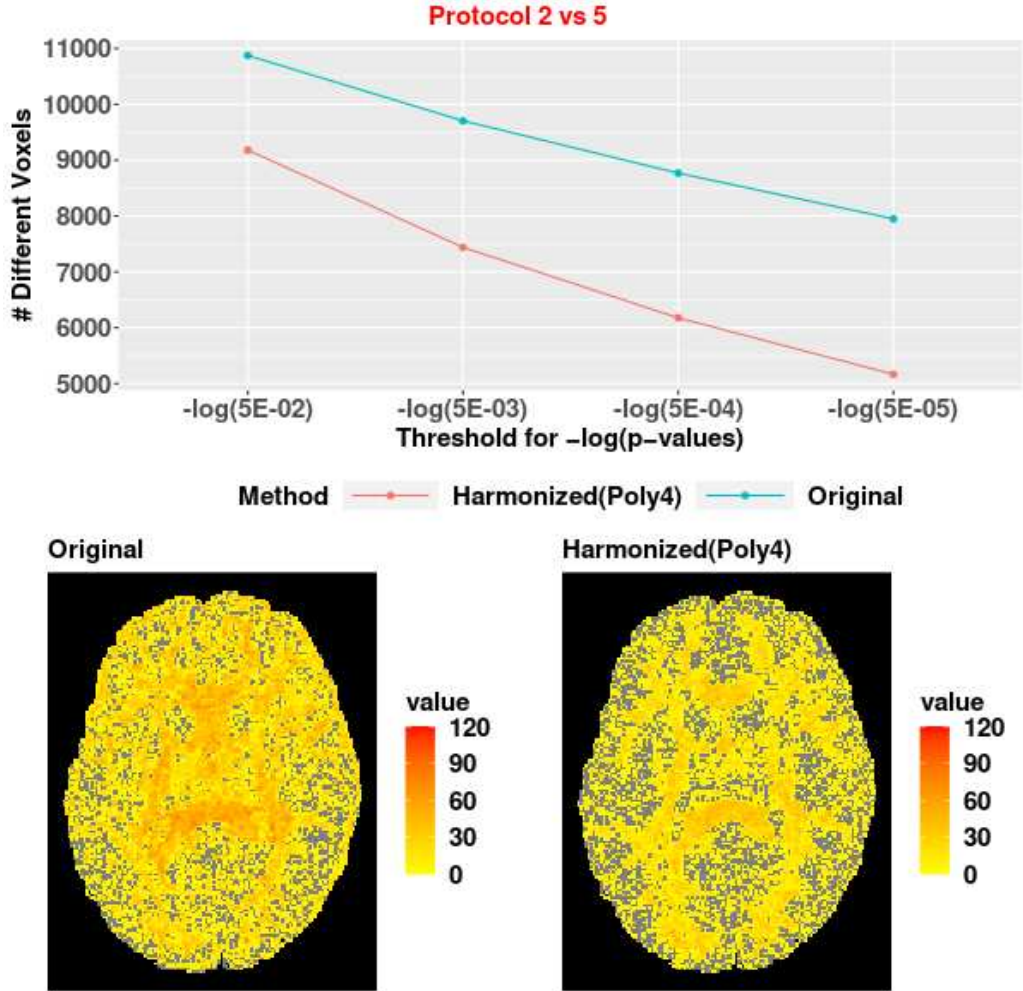 Protocol 2 vs 5
# Different Voxels
11000
10000
9000
8000
7000
6000
5000
-log(5E-02) -log(5E-03) -log(5E-04) -log(5E-05)
Threshold for −log(p−values)
Method Harmonized(Poly4) Original
Original
value
120
90
60
30
0
Harmonized(Poly4)
value
120
90
60
30
0